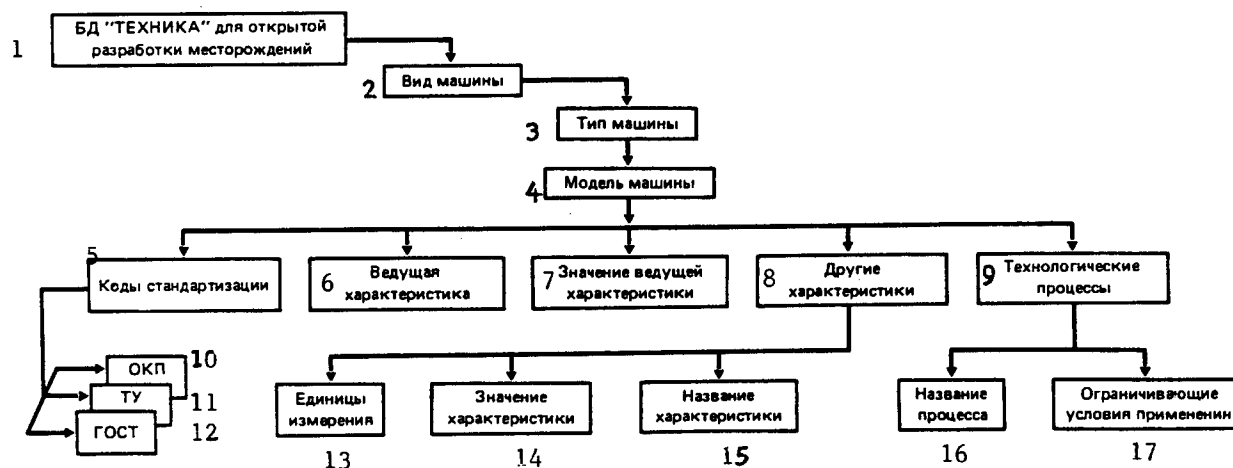 БД "ТЕХНИКА" для открытой
разработки месторождений
1
Вид машины
2
Тип машины
3
Модель машины
4
5
Коды стандартизации
6
Ведущая
характеристика
7
Значение ведущей
характеристики
8
Другие
характеристики
9
Технологические
процессы
ОКП
10
ТУ
11
ГОСТ
12
Единицы
измерения
13
Значение
характеристики
14
Название
характеристики
15
Название
процесса
16
Ограничивающие
условия применении
17